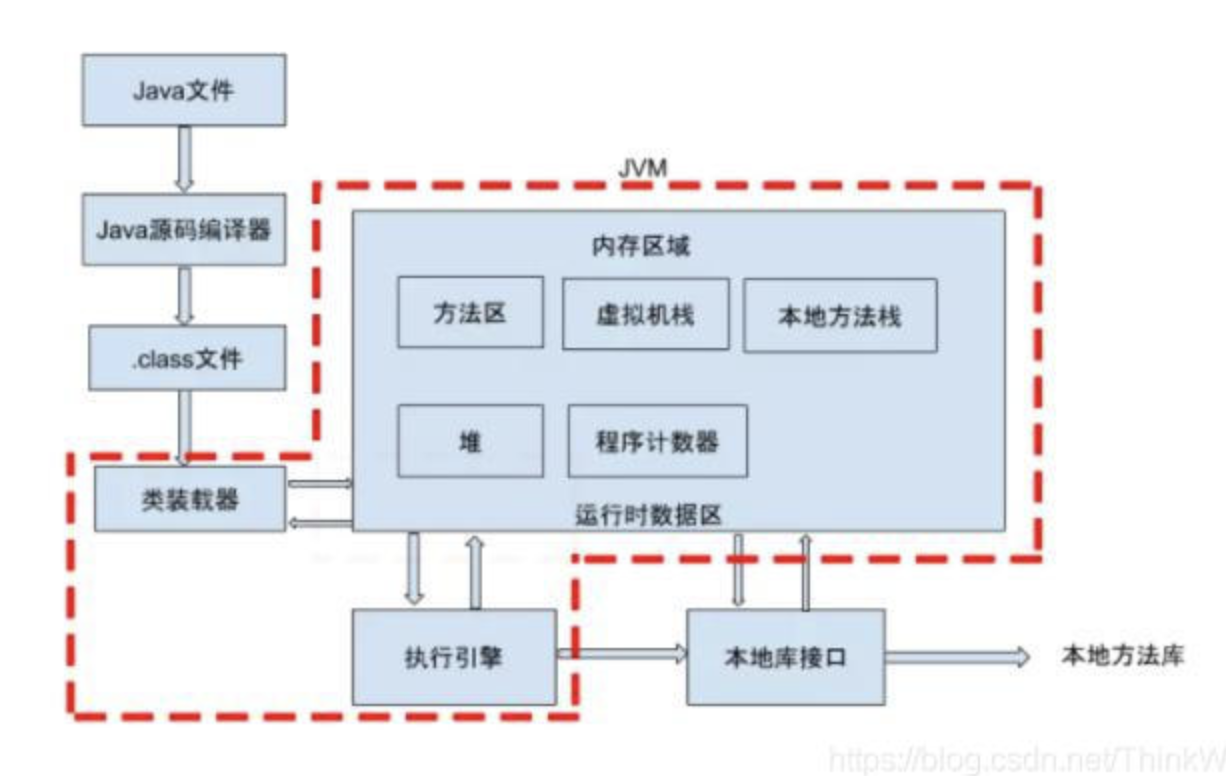 Java文件
JVM
Java源码编译器
内存区域
方法区
虚拟机栈
本地方法栈
.class文件
堆
程序计数器
类装载器
运行时数据区
执行引擎
本地库接口
本地方法库
https://blog.csdn.net/ThinkW